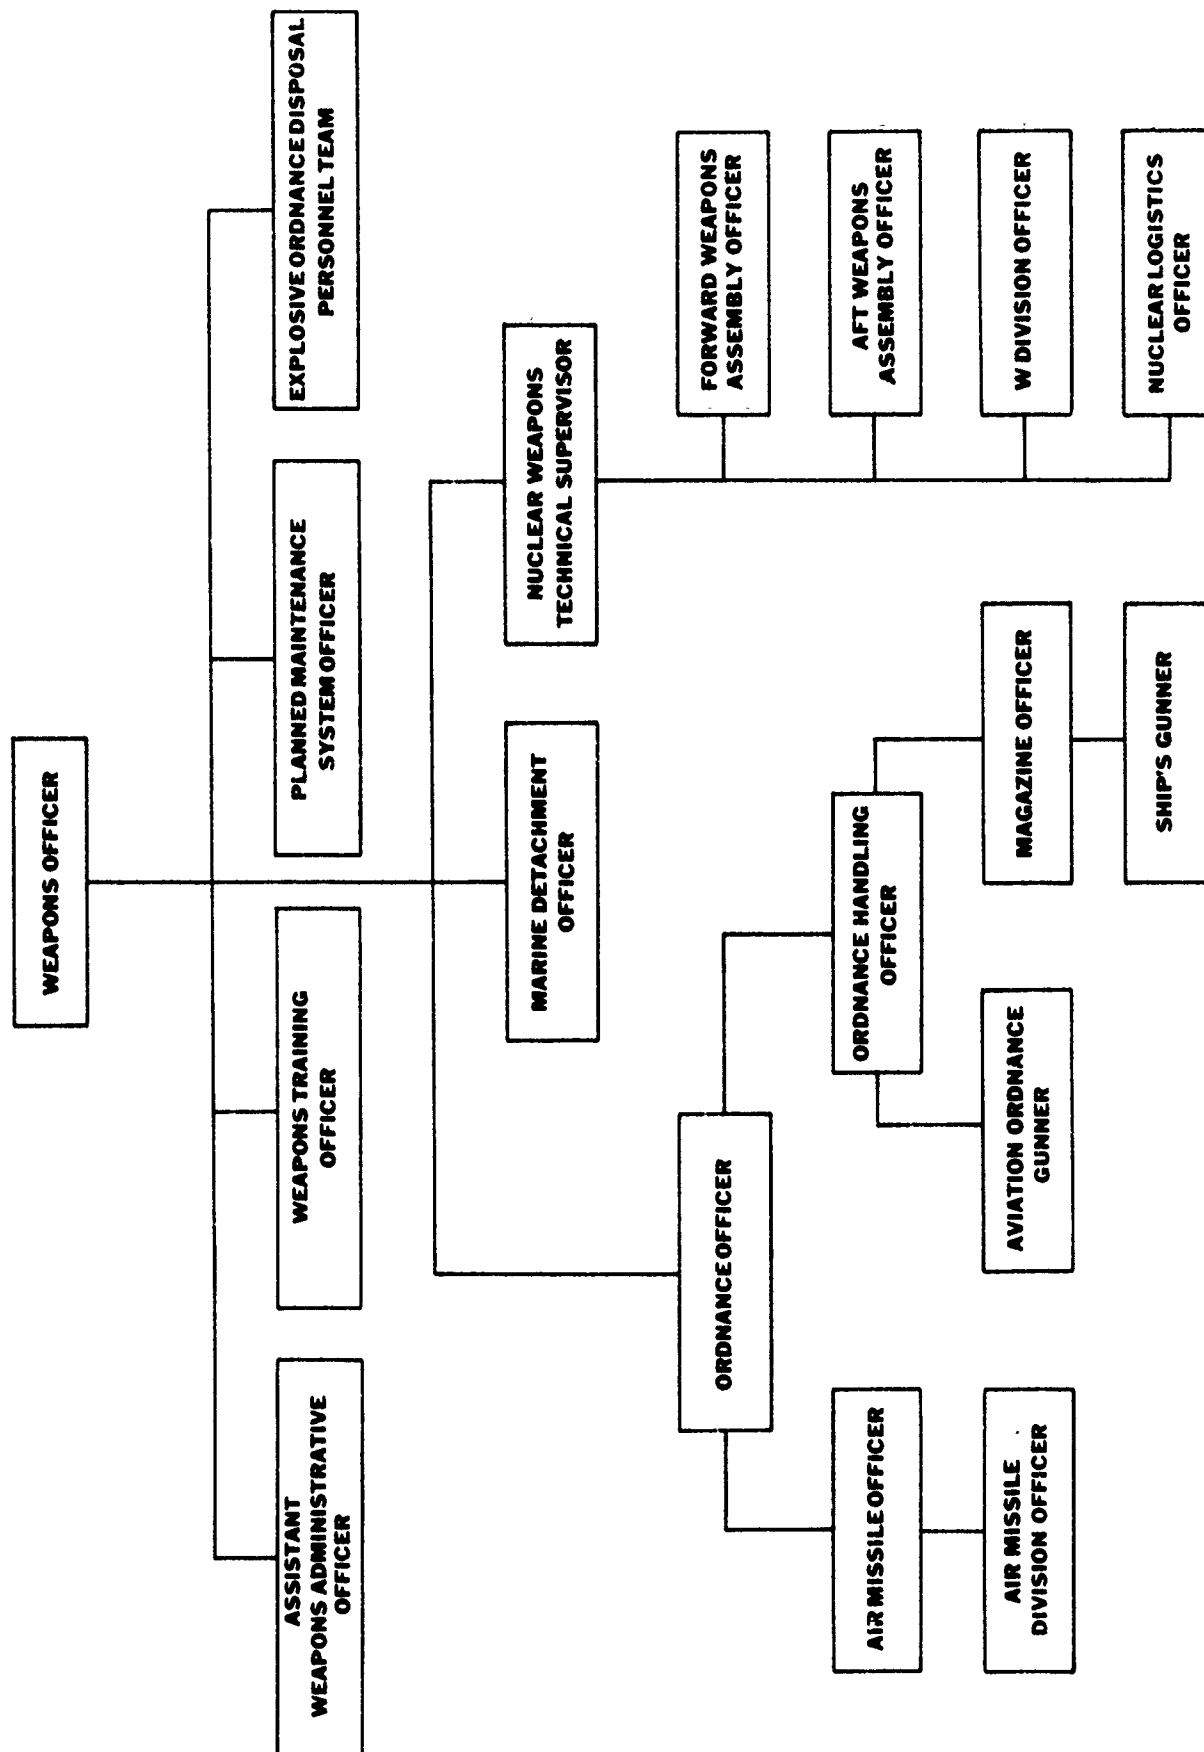 WEAPONS OFFICER
ASSISTANT
WEAPONS ADMINISTRATIVE
OFFICER
WEAPONS TRAINING
OFFICER
PLANNED MAINTENANCE
SYSTEM OFFICER
EXPLOSIVE ORDNANCE DISPOSAL
PERSONNEL TEAM
MARINE DETACHMENT
OFFICER
NUCLEAR WEAPONS
TECHNICAL SUPERVISOR
ORDNANCE OFFICER
FORWARD WEAPONS
ASSEMBLY OFFICER
AIR MISSILE OFFICER
ORDNANCE HANDLING
OFFICER
AFT WEAPONS
ASSEMBLY OFFICER
AIR MISSILE
DIVISION OFFICER
AVIATION ORDNANCE
GUNNER
MAGAZINE OFFICER
W DIVISION OFFICER
SHIP'S GUNNER
NUCLEAR LOGISTICS
OFFICER